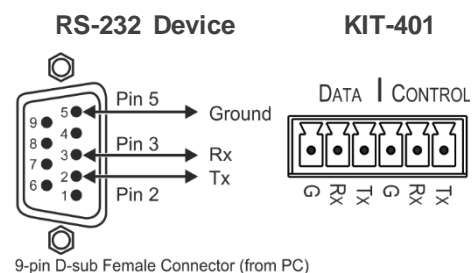 RS-232 Device
KIT-401
DATA | CONTROL
Pin 5
Ground
Pin 3
Rx
Tx
Pin 2
5
9
4
8
3
7
2
6
1
G Rx Tx G Rx Tx
9-pin D-sub Female Connector (from PC)